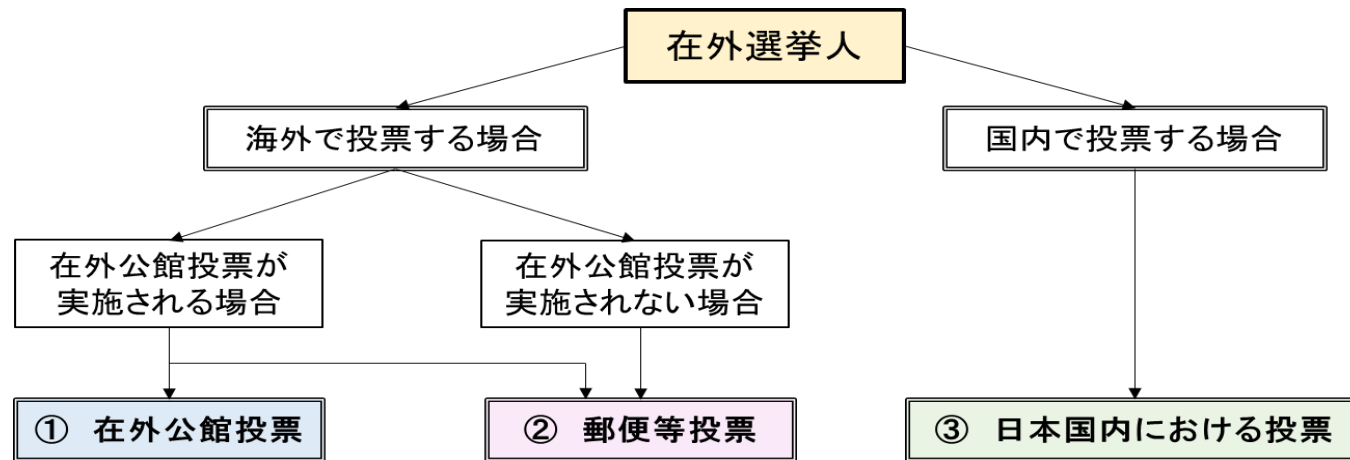 在外選挙人
海外で投票する場合
国内で投票する場合
在外公館投票が
実施される場合
在外公館投票が
実施されない場合
① 在外公館投票
② 郵便等投票
③ 日本国内における投票